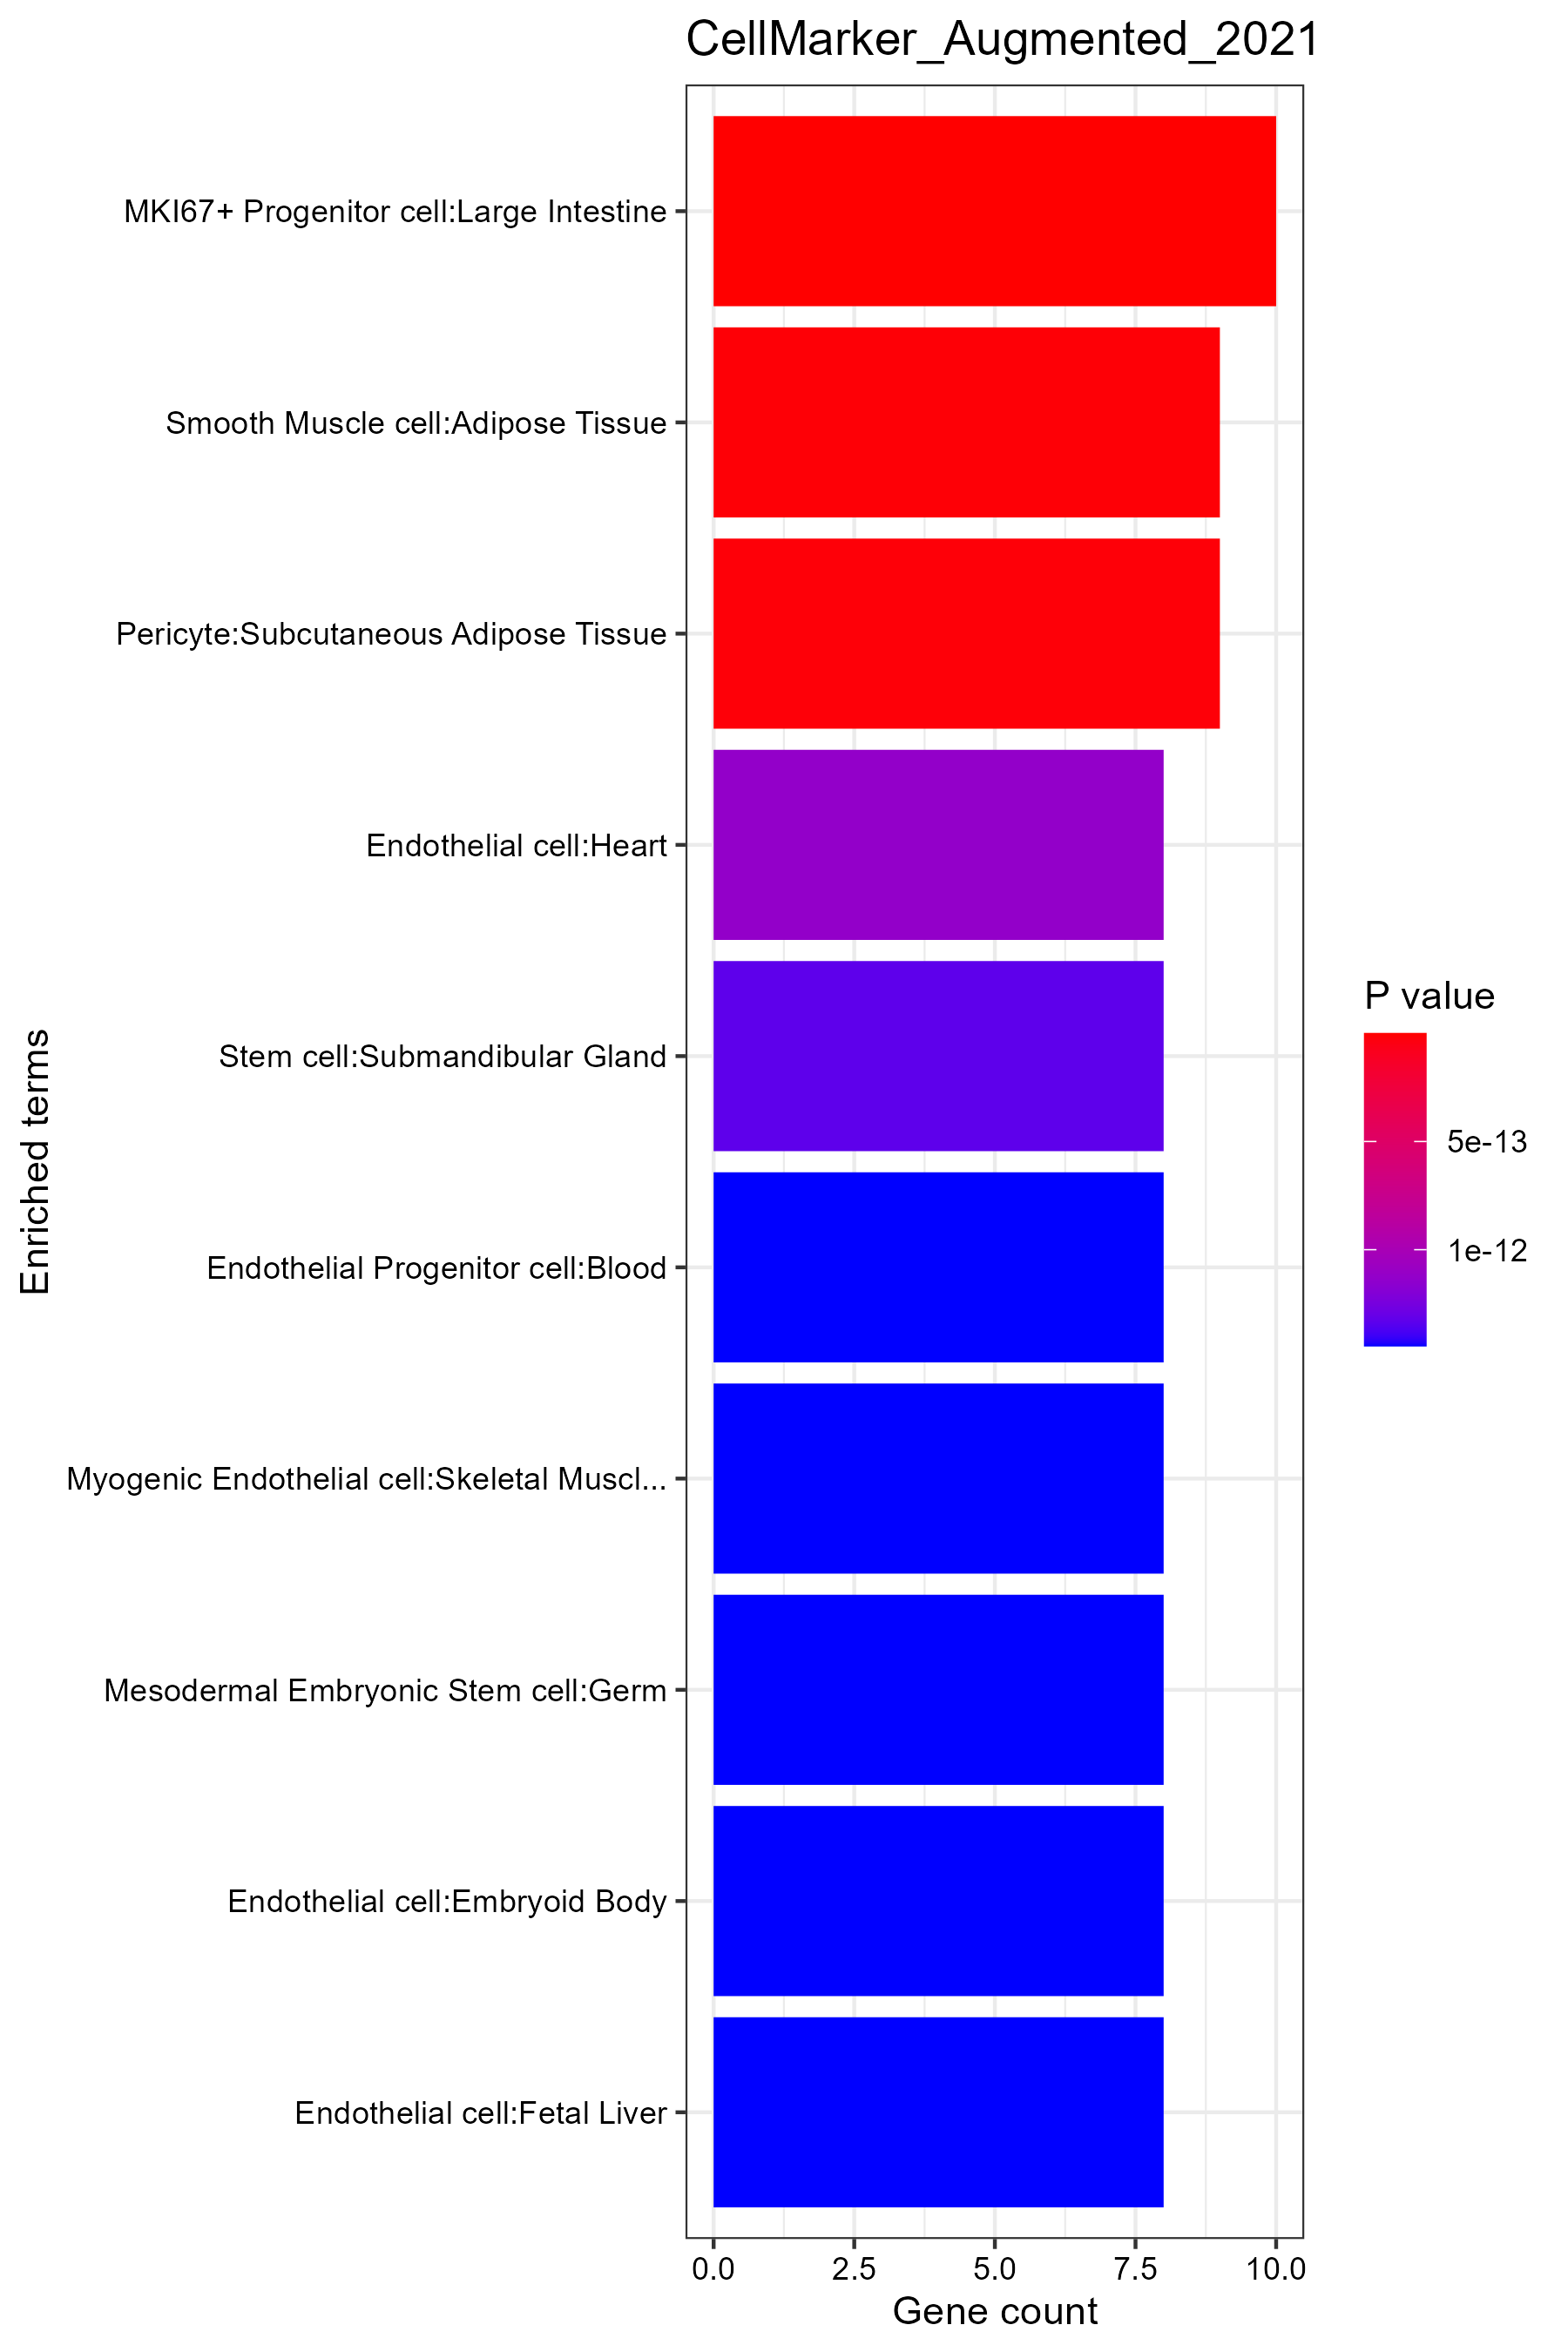 CellMarker_Augmented_2021
MKI67+ Progenitor cell:Large Intestine
Smooth Muscle cell:Adipose Tissue
Pericyte:Subcutaneous Adipose Tissue
Endothelial cell:Heart
Stem cell:Submandibular Gland
Endothelial Progenitor cell:Blood
Myogenic Endothelial cell:Skeletal Muscl...
Mesodermal Embryonic Stem cell:Germ
Endothelial cell:Embryoid Body
Endothelial cell:Fetal Liver
Enriched terms
0.0 2.5 5.0 7.5 10.0
Gene count
P value
5e-13
1e-12